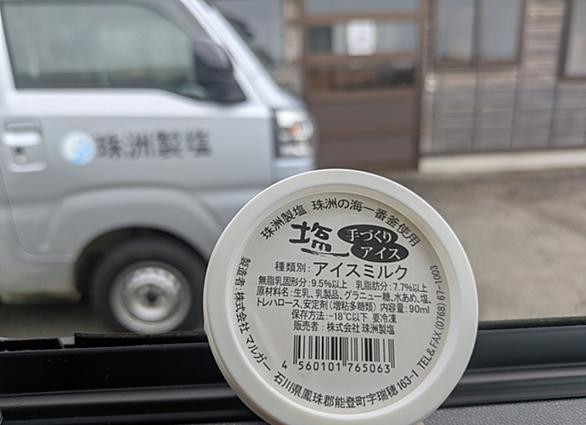 珠洲製塩
珠洲製塩 珠洲の海一番釜使用
塩
手づくり
アイス
種類別：アイスミルク
無脂乳固形分：9.5%以上 乳脂肪分：7.7%以上
原材料名：生乳、乳製品、グラニュー糖、水あめ、塩、
トレハロース、安定剤（増粘多糖類）内容量：90ml
保存方法：-18℃以下 要冷凍
販売者：株式会社 珠洲製塩
4 560101 765063
製造者：株式会社 マルガー 石川県鳳珠郡能登町字瑞穂163-1 TEL&FAX (0768) 67-1003